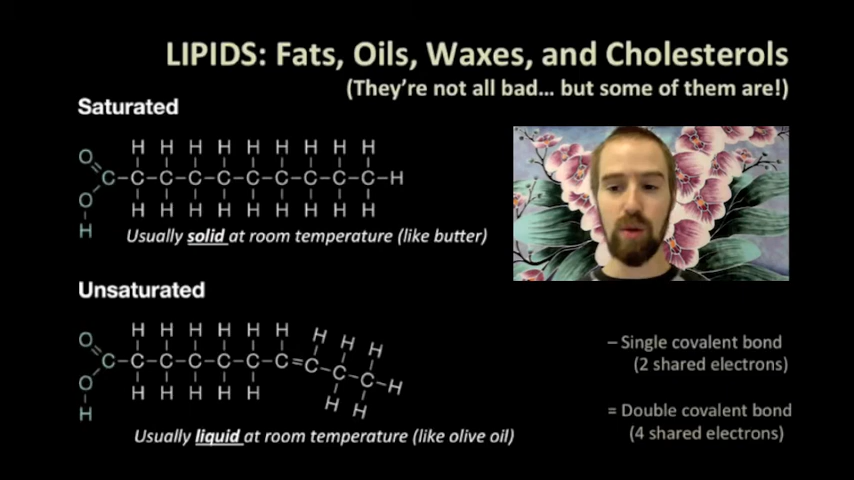 LIPIDS: Fats, Oils, Waxes, and Cholesterols
(They're not all bad... but some of them are!)
Saturated
H H H H H H H H H
O
C – C – C – C – C – C – C – C – C – C – H
O
H H H H H H H H H
H
Usually solid at room temperature (like butter)
Unsaturated
H H H H H H H H H
O
C – C – C – C – C – C – C = C – C – C – H
O
H H H H H H H
H
Usually liquid at room temperature (like olive oil)
– Single covalent bond
(2 shared electrons)
= Double covalent bond
(4 shared electrons)